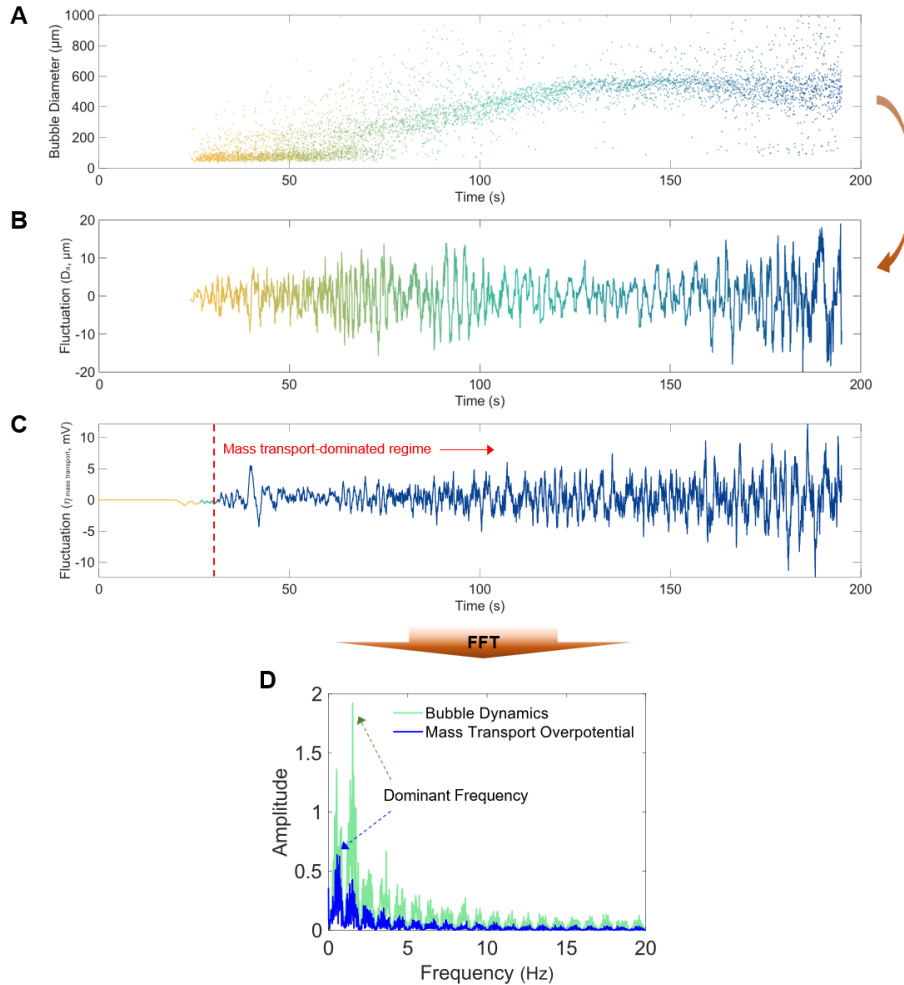 A
1000
800
600
400
200
0
Bubble Diameter (μm)
0 50 100 150 200
Time (s)
B
20
10
0
-10
-20
Fluctuation (Dₐ, μm)
0 50 100 150 200
Time (s)
C
10
5
0
-5
-10
Fluctuation (η mass transport, mV)
Mass transport-dominated regime
0 50 100 150 200
Time (s)
FFT
D
2
1.5
1
0.5
0
Amplitude
Bubble Dynamics
Mass Transport Overpotential
Dominant Frequency
0 5 10 15 20
Frequency (Hz)